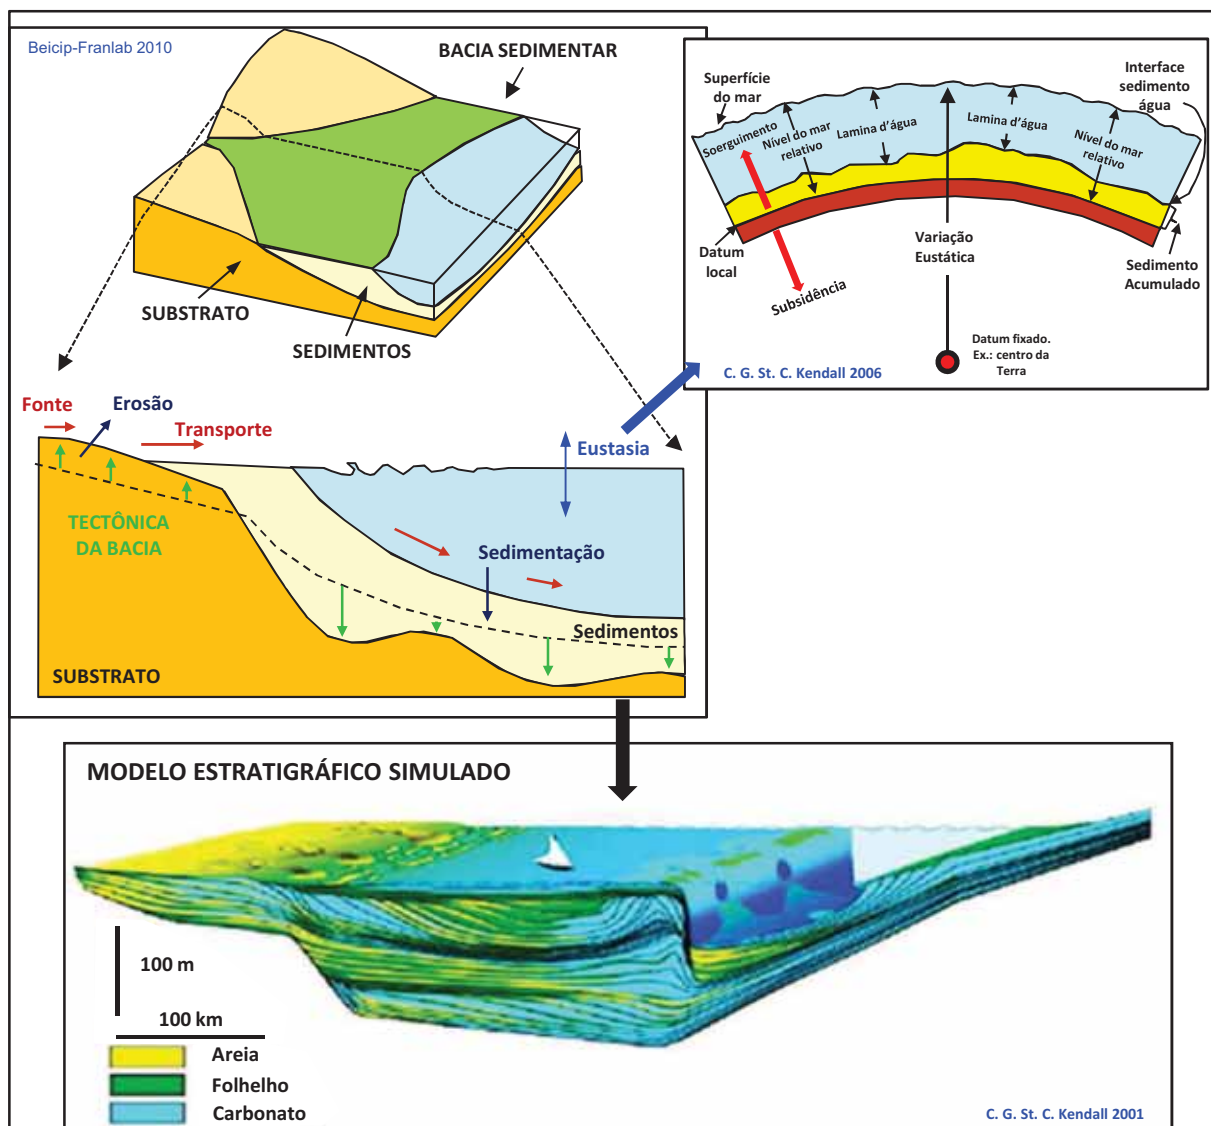 Beicip-Franlab 2010
BACIA SEDIMENTAR
SUBSTRATO
SEDIMENTOS
Fonte
Erosão
Transporte
Eustasia
TECTÔNICA
DA BACIA
Sedimentação
Sedimentos
SUBSTRATO
Superfície
do mar
Interface
sedimento
água
Soerguimento
Nível do mar
relativo
Lamina d'água
Lamina d'água
Nível do mar
relativo
Datum
local
Subsidência
Variação
Eustática
Sedimento
Acumulado
Datum fixado.
Ex.: centro da
Terra
C. G. St. C. Kendall 2006
MODELO ESTRATIGRÁFICO SIMULADO
100 m
100 km
Areia
Folhelho
Carbonato
C. G. St. C. Kendall 2001